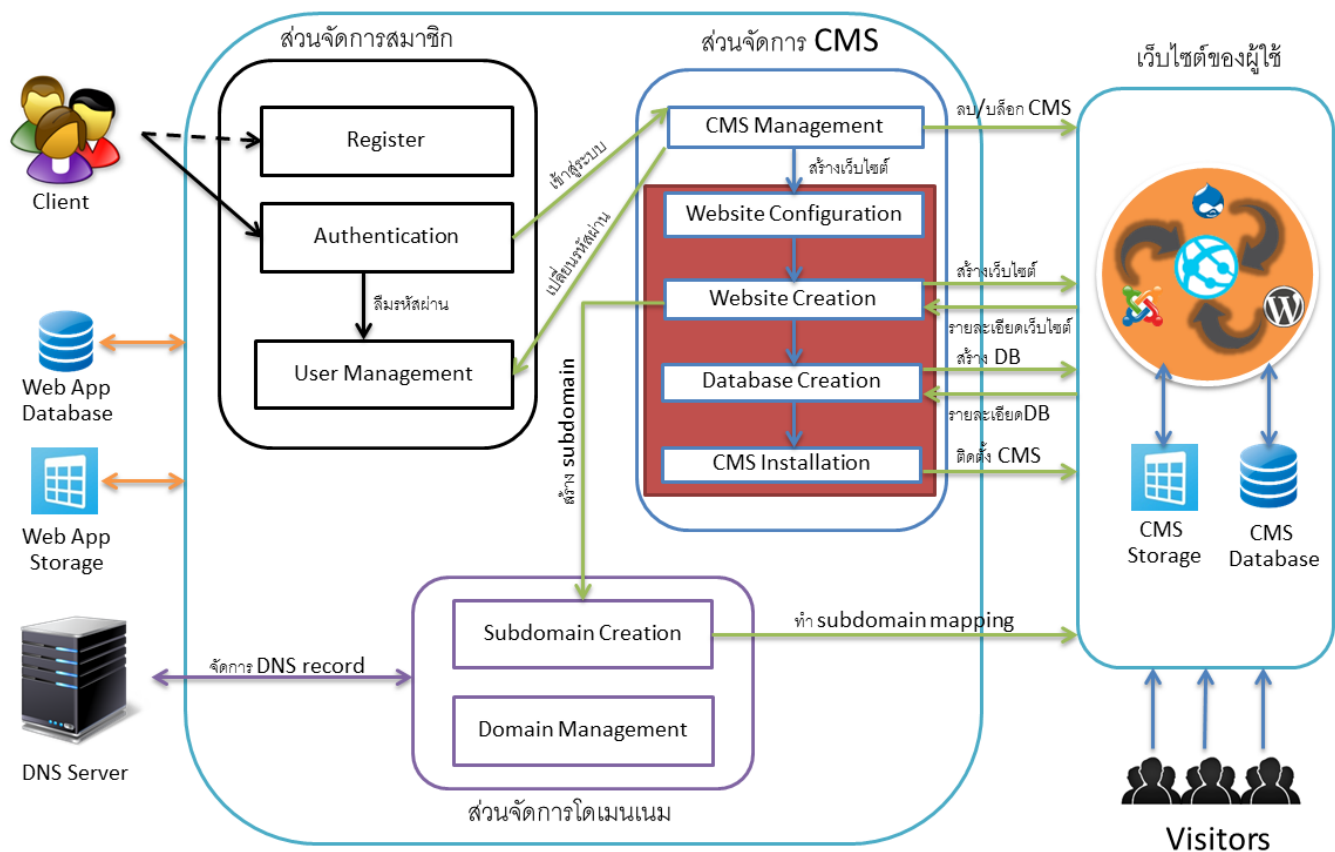 ส่วนจัดการสมาชิก
ส่วนจัดการ CMS
เว็บไซต์ของผู้ใช้
Client
Register
Authentication
ลืมรหัสผ่าน
User Management
เข้าสู่ระบบ
เปลี่ยนรหัสผ่าน
CMS Management
สร้างเว็บไซต์
Website Configuration
Website Creation
Database Creation
CMS Installation
ลบ/บล็อก CMS
สร้างเว็บไซต์
รายละเอียดเว็บไซต์
สร้าง DB
รายละเอียดDB
ติดตั้ง CMS
Web App
Database
Web App
Storage
สร้าง subdomain
CMS
Storage
CMS
Database
Subdomain Creation
ทำ subdomain mapping
จัดการ DNS record
Domain Management
DNS Server
ส่วนจัดการโดเมนเนม
Visitors